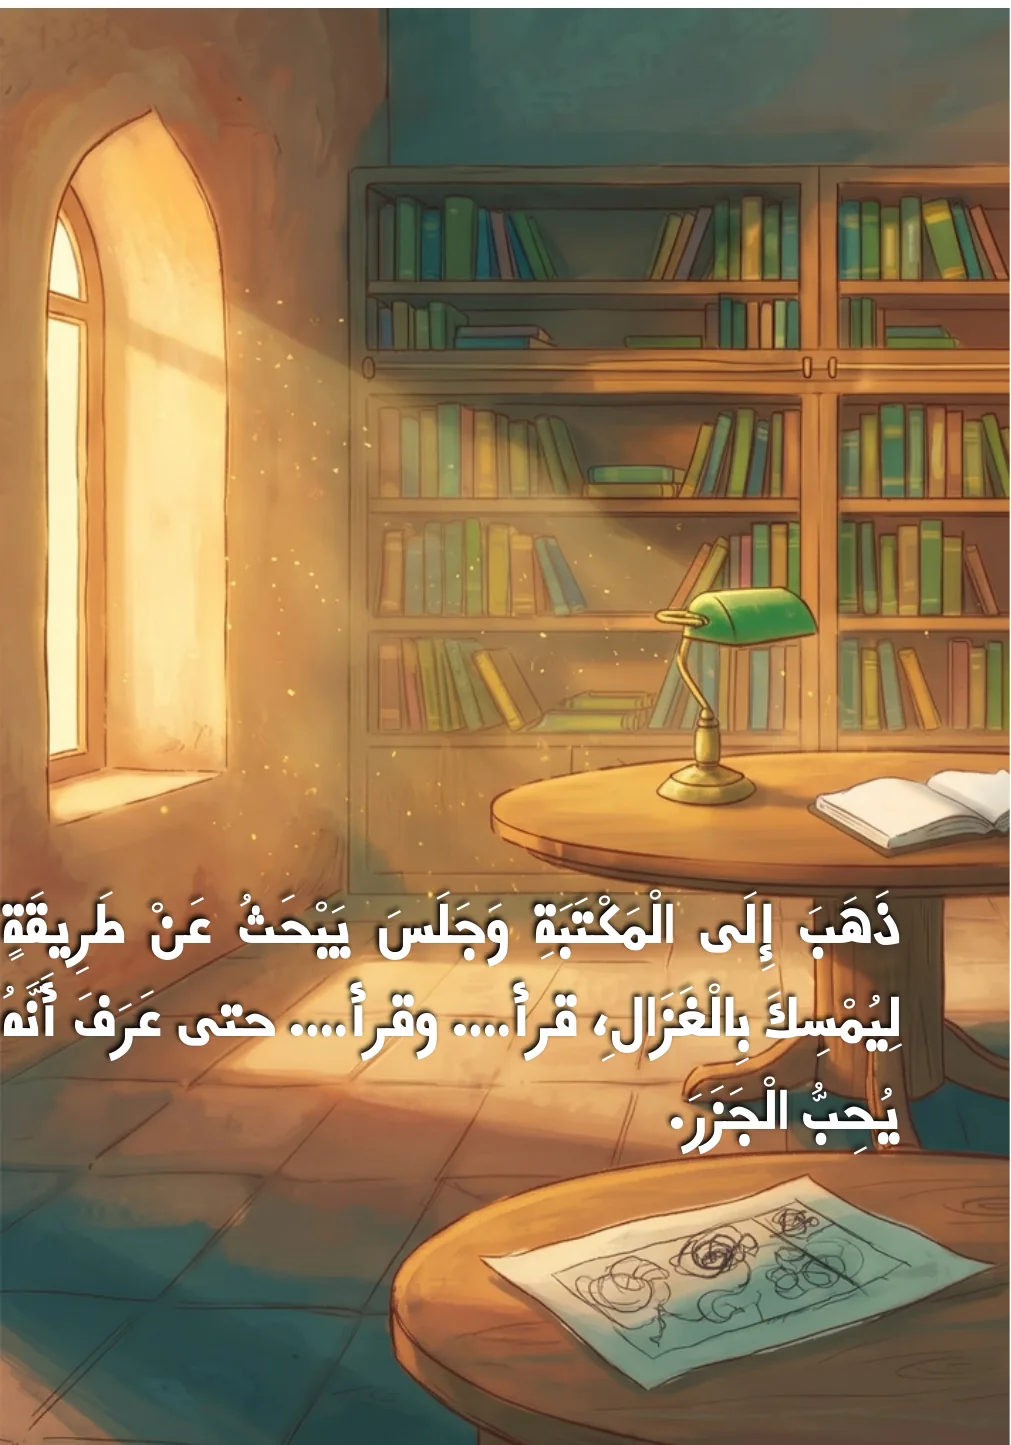 ذَهَبَ إِلَى الْمَكْتَبَةِ وَجَلَسَ يَبْحَثُ عَنْ طَرِيقَةٍ
لِيُمْسِكَ بِالْغَزَالِ، قرأ.... وقرأ.... حتى عَرَفَ أَنَّهُ
يُحِبُّ الْجَزَرَ.